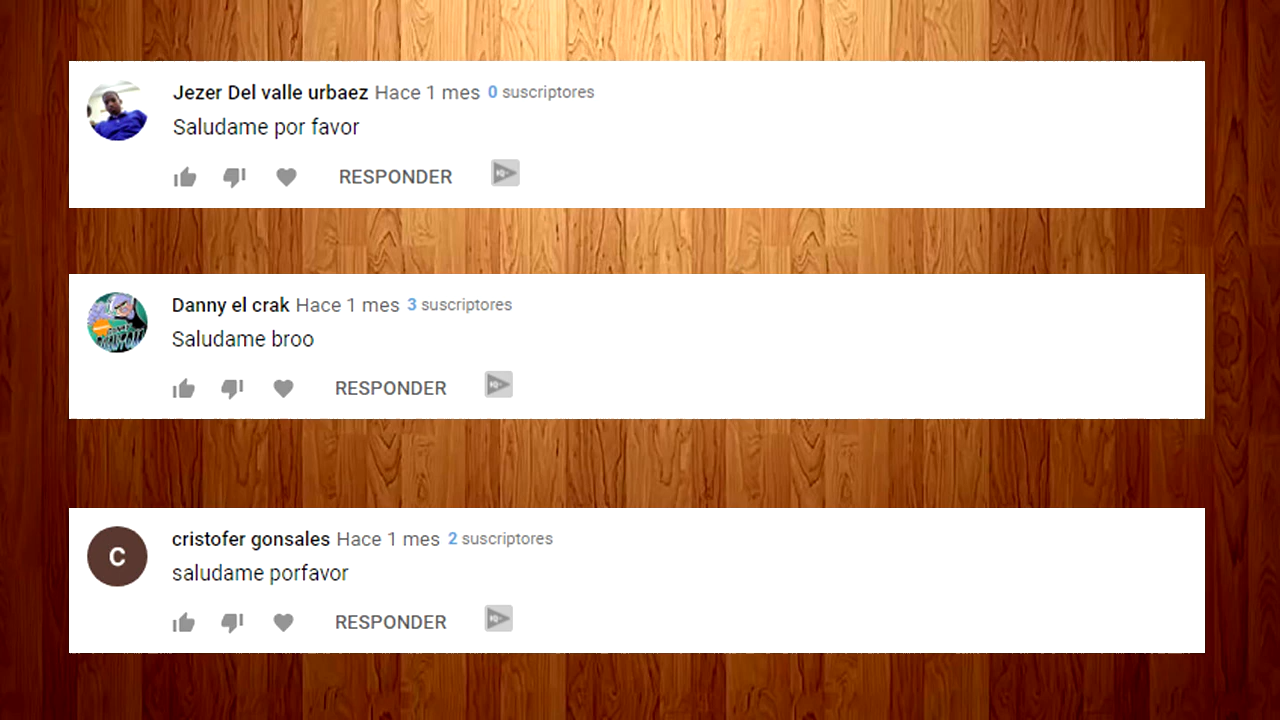 Jezer Del valle urbaez Hace 1 mes 0 suscriptores
Saludame por favor
RESPONDER
Danny el crak Hace 1 mes 3 suscriptores
Saludame broo
RESPONDER
C
cristofer gonsales Hace 1 mes 2 suscriptores
saludame porfavor
RESPONDER